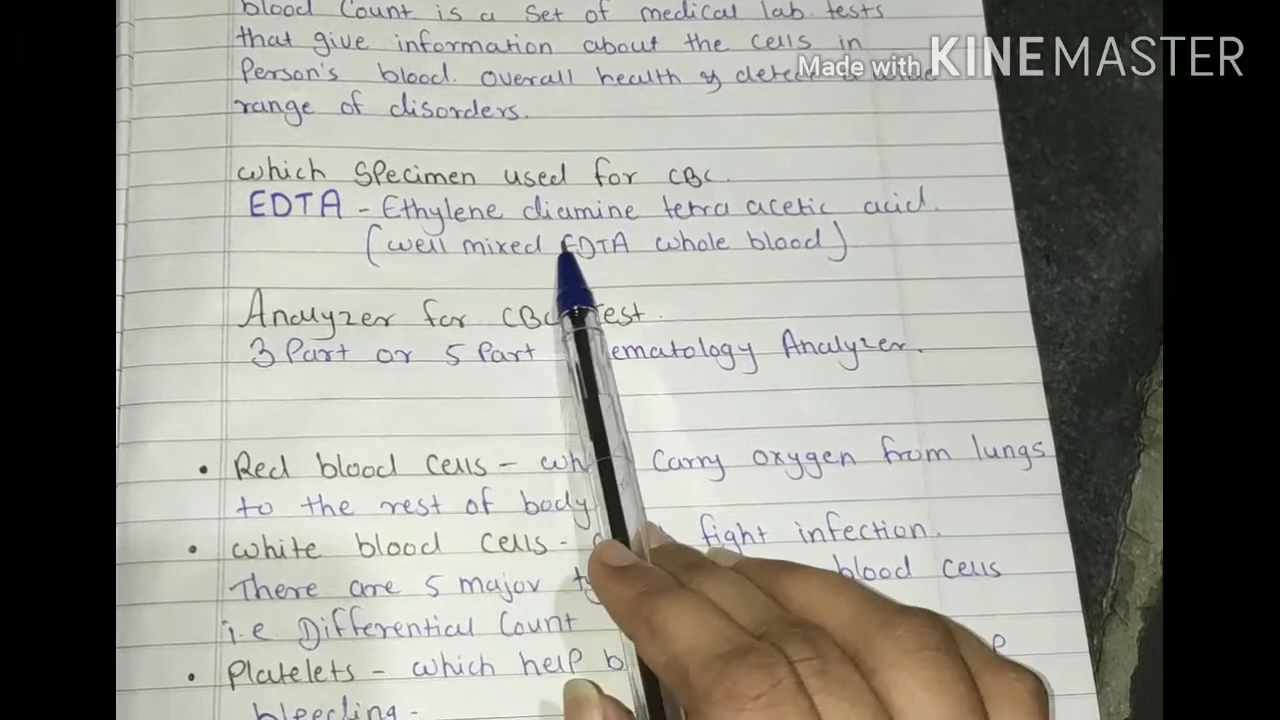 blood Count is a set of medical lab tests
that give information about the cells in
Made with KINEMASTER
Person's blood. Overall health & detect
range of disorders.
which specimen used for CBC.
EDTA - Ethylene diamine tetra acetic acid.
(well mixed EDTA whole blood)
Analyzer for CBC Test.
3 Part or 5 Part Hematology Analyzer.
• Red blood cells - carry oxygen from lungs
to the rest of body
• white blood cells - fight infection.
There are 5 major blood cells
i.e Differential Count
• Platelets - which help
bleeding.